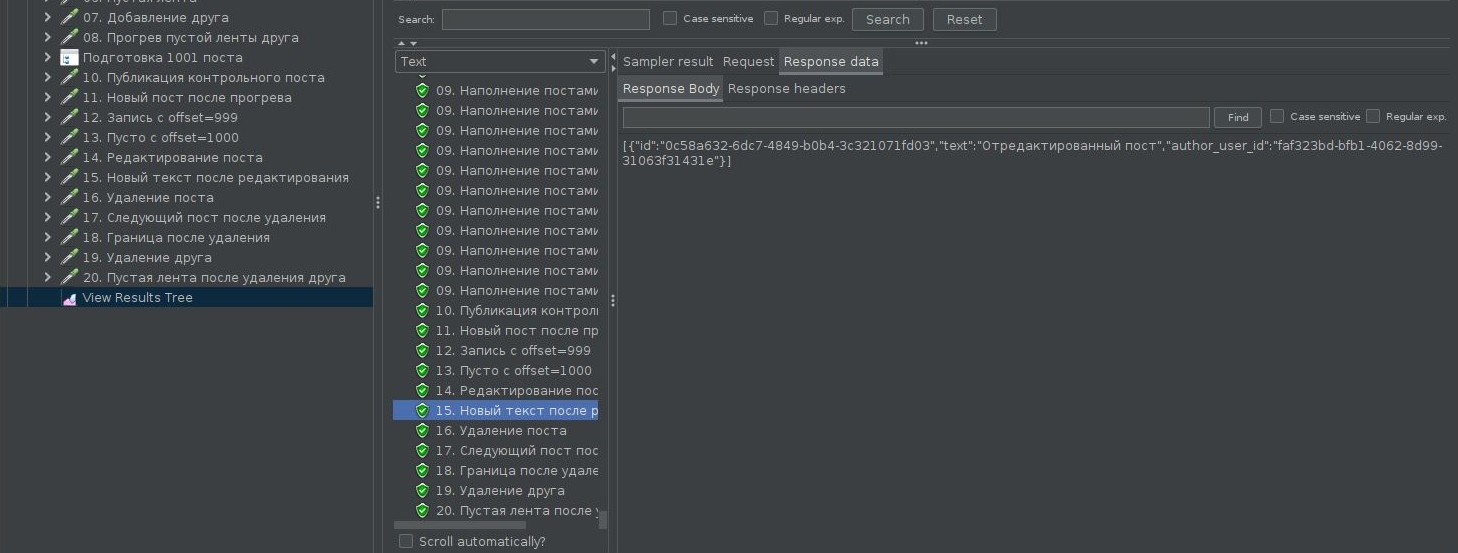 07. Добавление друга
08. Прогрев пустой ленты друга
Подготовка 1001 поста
10. Публикация контрольного поста
11. Новый пост после прогрева
12. Запись с offset=999
13. Пусто с offset=1000
14. Редактирование поста
15. Новый текст после редактирования
16. Удаление поста
17. Следующий пост после удаления
18. Граница после удаления
19. Удаление друга
20. Пустая лента после удаления друга
View Results Tree
Search: Case sensitive Regular exp. Search Reset
Text
09. Наполнение постами
09. Наполнение постами
09. Наполнение постами
09. Наполнение постами
09. Наполнение постами
09. Наполнение постами
09. Наполнение постами
09. Наполнение постами
09. Наполнение постами
09. Наполнение постами
09. Наполнение постами
10. Публикация контрол
11. Новый пост после пр
12. Запись с offset=999
13. Пусто с offset=1000
14. Редактирование пос
15. Новый текст после р
16. Удаление поста
17. Следующий пост пос
18. Граница после удале
19. Удаление друга
20. Пустая лента после у
Scroll automatically?
Sampler result Request Response data
Response Body Response headers
Find Case sensitive Regular exp.
[{"id":"0c58a632-6dc7-4849-b0b4-3c321071fd03","text":"Отредактированный пост","author_user_id":"faf323bd-bfb1-4062-8d99-
31063f31431e"}]